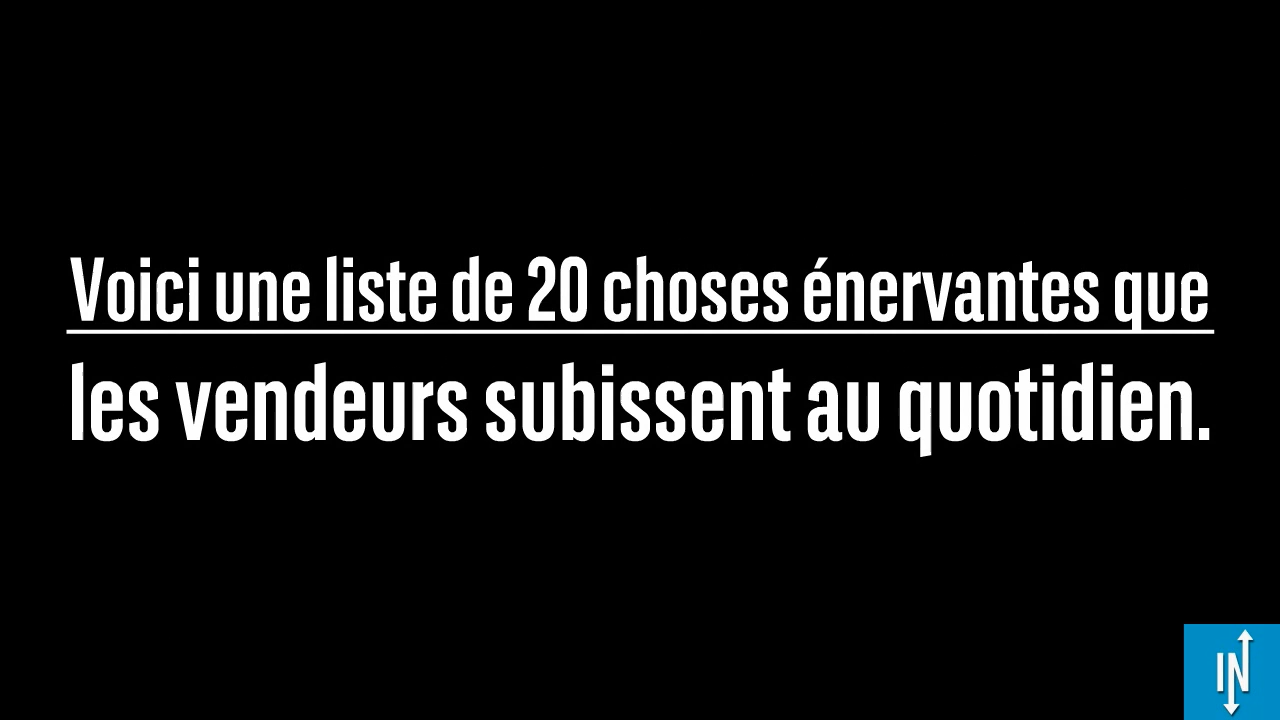 Voici une liste de 20 choses énervantes que
les vendeurs subissent au quotidien.
IN